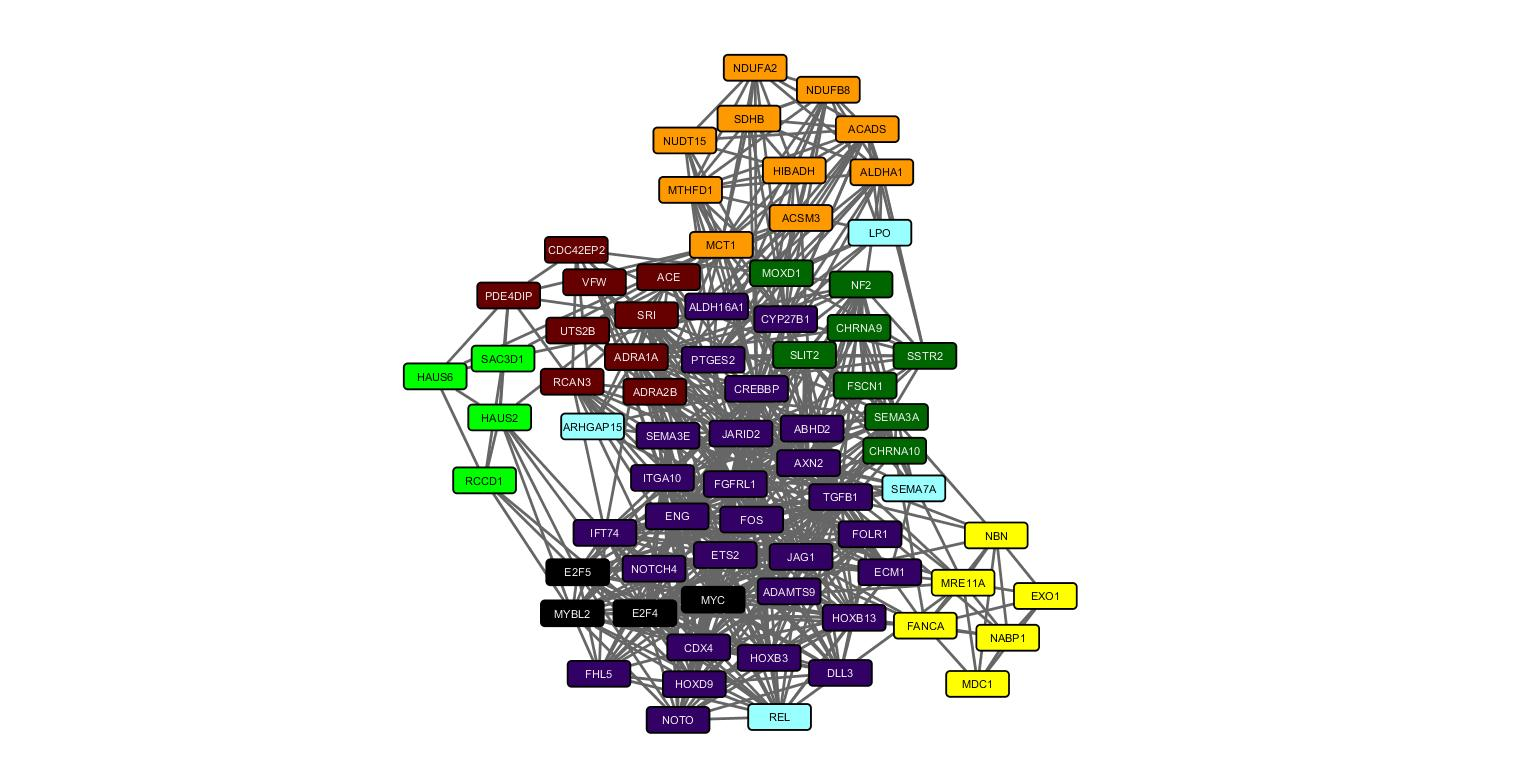 NDUFA2
NDUFB8
SDHB
ACADS
NUDT15
HIBADH
ALDHA1
MTHFD1
ACSM3
LPO
MCT1
CDC42EP2
MOXD1
ACE
VFW
NF2
PDE4DIP
ALDH16A1
SRI
CYP27B1
UTS2B
CHRNA9
SAC3D1
ADRA1A
PTGES2
SLIT2
SSTR2
HAUS6
RCAN3
ADRA2B
CREBBP
FSCN1
HAUS2
SEMA3A
ARHGAP15
SEMA3E
JARID2
ABHD2
CHRNA10
AXN2
RCCD1
ITGA10
FGFRL1
SEMA7A
TGFB1
ENG
FOS
IFT74
FOLR1
NBN
ETS2
JAG1
E2F5
NOTCH4
ECM1
MRE11A
ADAMTS9
EXO1
MYC
MYBL2
E2F4
HOXB13
FANCA
NABP1
CDX4
HOXB3
FHL5
DLL3
HOXD9
MDC1
NOTO
REL